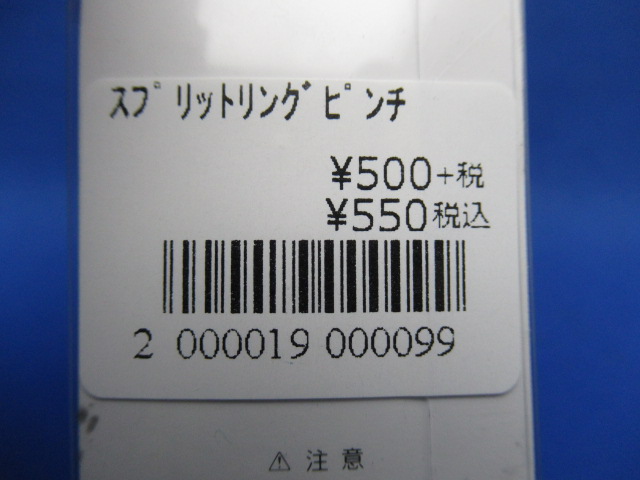 ｽﾌﾟﾘｯﾄﾘﾝｸﾞﾋﾟﾝﾁ
¥500+税
¥550税込
2 000019 000099
⚠ 注意